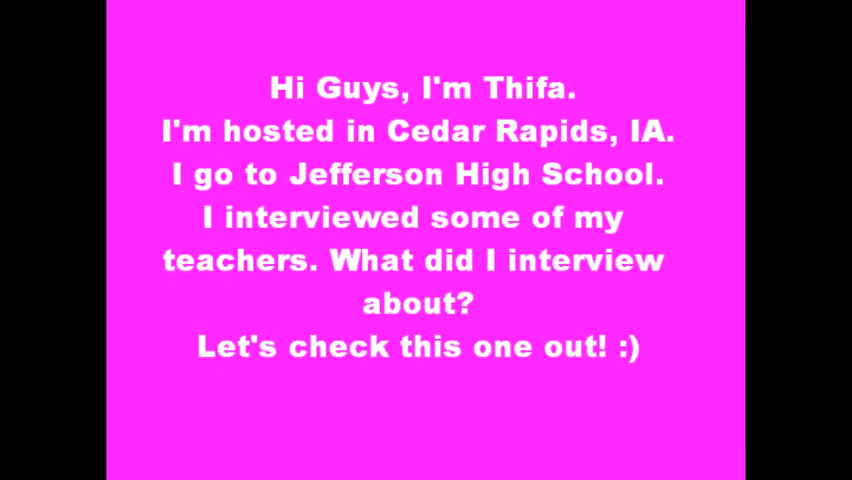 Hi Guys, I'm Thifa.
I'm hosted in Cedar Rapids, IA.
I go to Jefferson High School.
I interviewed some of my
teachers. What did I interview
about?
Let's check this one out! :)